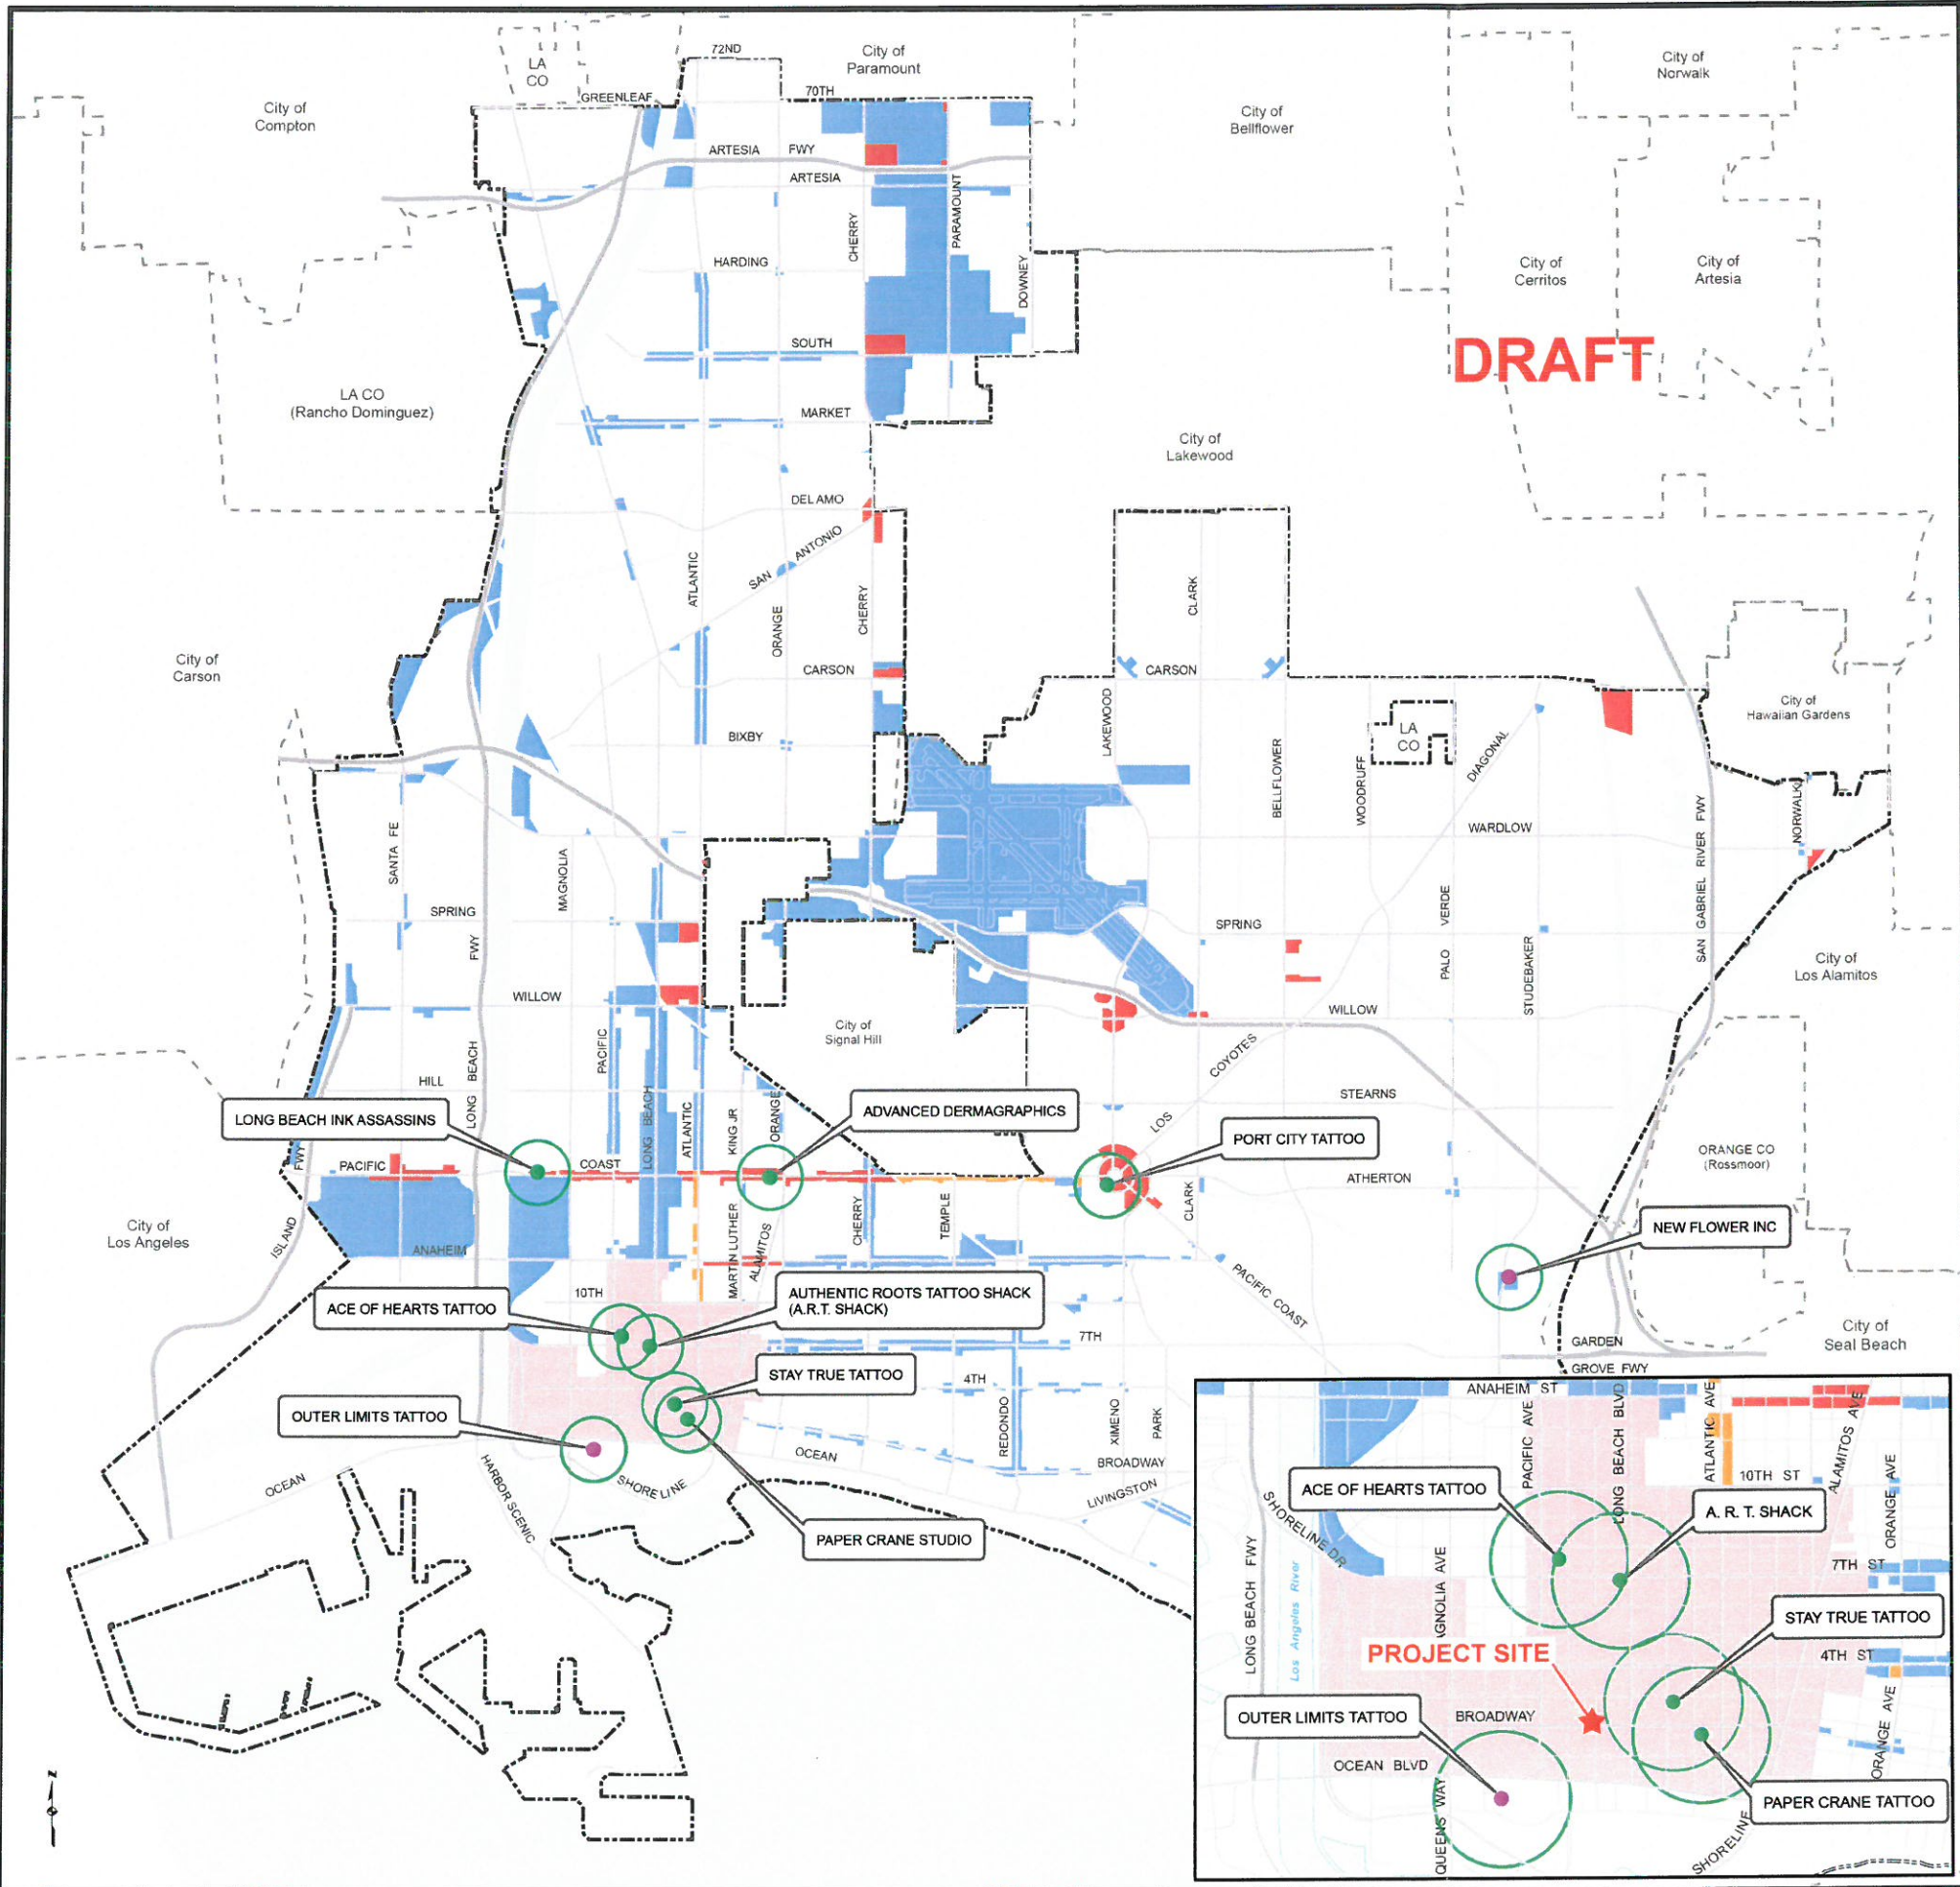 72ND
City of
Paramount
City of
Norwalk
LA
CO
GREENLEAF
70TH
City of
Compton
City of
Bellflower
ARTESIA FWY
ARTESIA
CHERRY
PARAMOUNT
HARDING
DOWNEY
City of
Cerritos
City of
Artesia
SOUTH
DRAFT
LA CO
(Rancho Dominguez)
MARKET
City of
Lakewood
DEL AMO
SAN ANTONIO
ATLANTIC
ORANGE
CHERRY
CLARK
City of
Carson
CARSON
CARSON
LAKEWOOD
BIXBY
LA
CO
City of
Hawaiian Gardens
DIAGONAL
BELLFLOWER
WOODRUFF
WARDLOW
NORWALK
SANTA FE
MAGNOLIA
SAN GABRIEL RIVER FWY
SPRING
SPRING
PALO VERDE
STUDEBAKER
City of
Los Alamitos
LONG BEACH FWY
WILLOW
WILLOW
City of
Signal Hill
PACIFIC
COYOTES
HILL
STEARNS
LONG BEACH
ATLANTIC
KING JR
ORANGE
LONG BEACH INK ASSASSINS
ADVANCED DERMAGRAPHICS
LOS
PORT CITY TATTOO
FWY
PACIFIC
COAST
ORANGE CO
(Rossmoor)
ATHERTON
CLARK
City of
Los Angeles
ISLAND
ANAHEIM
MARTIN LUTHER
ALAMITOS
CHERRY
TEMPLE
NEW FLOWER INC
PACIFIC COAST
10TH
ACE OF HEARTS TATTOO
AUTHENTIC ROOTS TATTOO SHACK
(A.R.T. SHACK)
7TH
GARDEN
GROVE FWY
City of
Seal Beach
STAY TRUE TATTOO
4TH
OUTER LIMITS TATTOO
REDONDO
XIMENO
PARK
OCEAN
OCEAN
BROADWAY
HARBOR SCENIC
SHORELINE
LIVINGSTON
PAPER CRANE STUDIO
Z
ANAHEIM ST
PACIFIC AVE
LONG BEACH BLVD
ATLANTIC AVE
ALAMITOS AVE
ORANGE AVE
10TH ST
ACE OF HEARTS TATTOO
A. R. T. SHACK
SHORELINE DR
LONG BEACH FWY
Los Angeles River
AGNOLIA AVE
7TH ST
STAY TRUE TATTOO
PROJECT SITE
4TH ST
OUTER LIMITS TATTOO
BROADWAY
ORANGE AVE
OCEAN BLVD
QUEENS WAY
PAPER CRANE TATTOO
SHORELINE